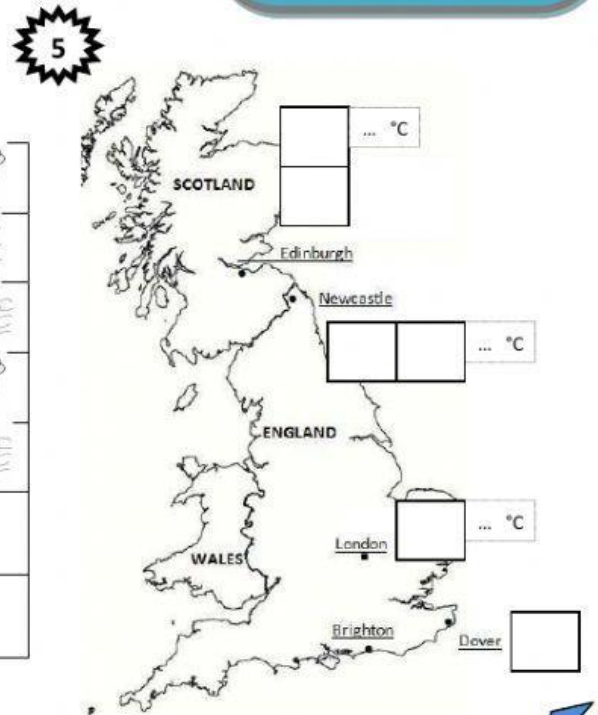 5
... °C
SCOTLAND
Edinburgh
Newcastle
... °C
ENGLAND
... °C
London
WALES
Brighton
Dover